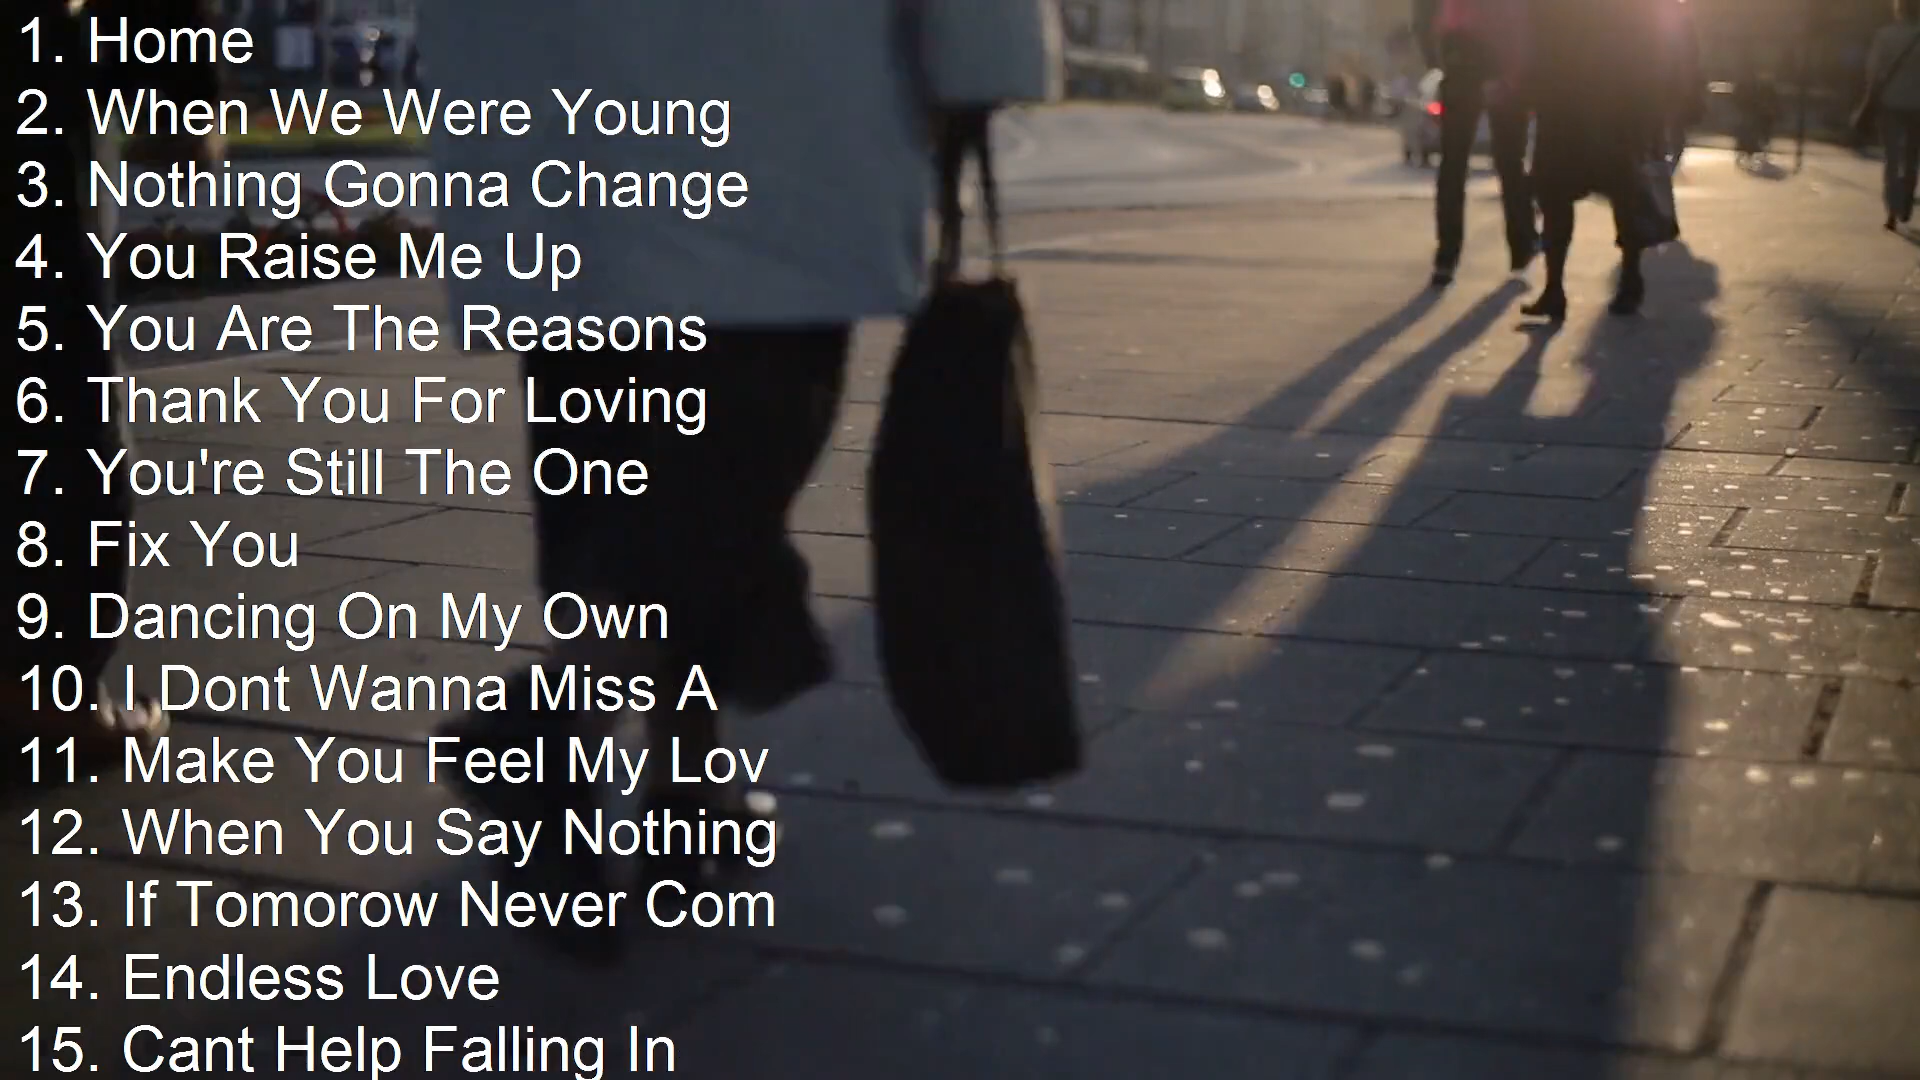 1. Home
2. When We Were Young
3. Nothing Gonna Change
4. You Raise Me Up
5. You Are The Reasons
6. Thank You For Loving
7. You're Still The One
8. Fix You
9. Dancing On My Own
10. I Dont Wanna Miss A
11. Make You Feel My Lov
12. When You Say Nothing
13. If Tomorow Never Com
14. Endless Love
15. Cant Help Falling In